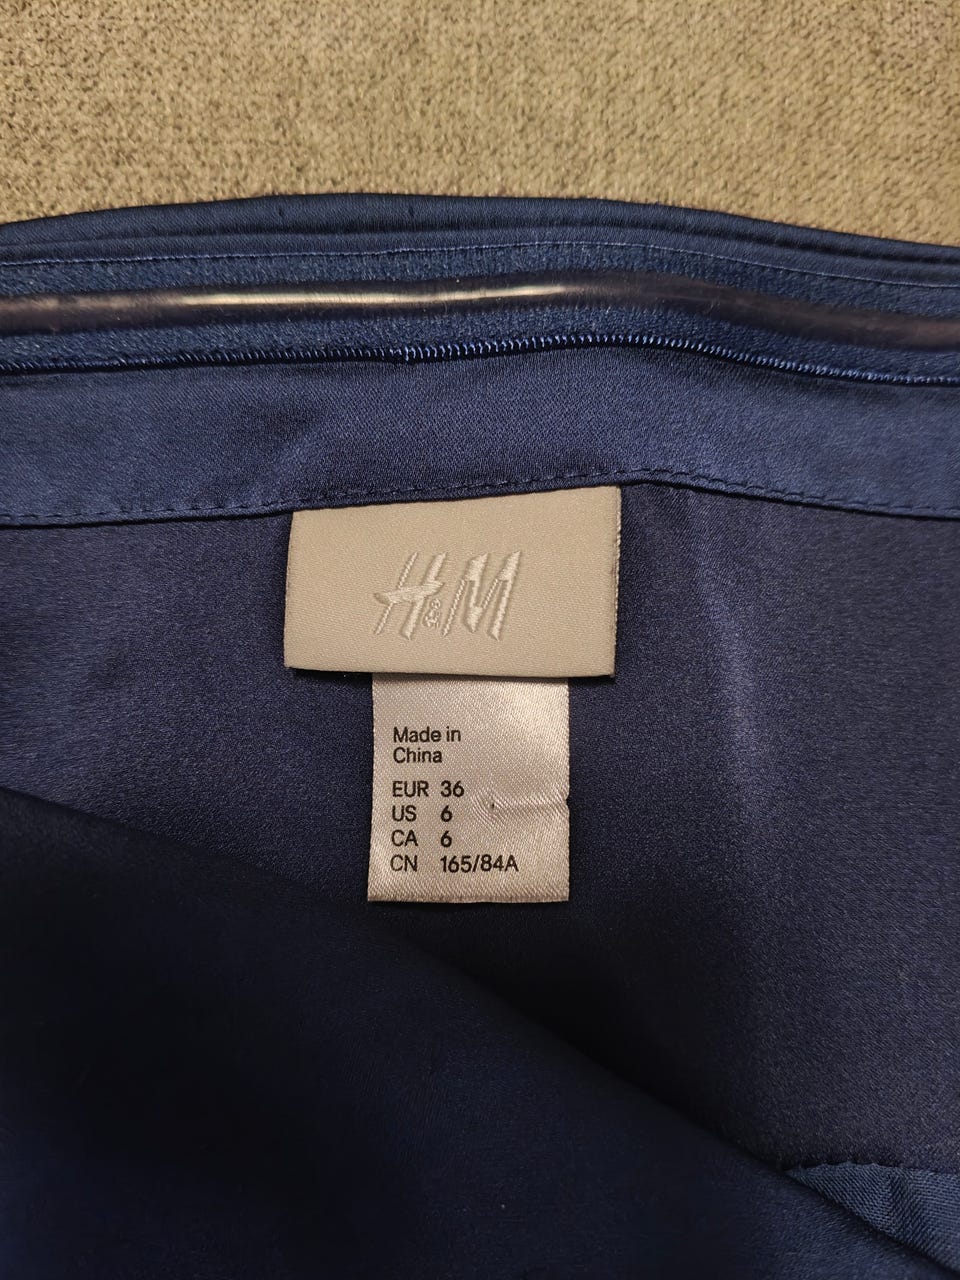 H&M
Made in
China
EUR 36
US 6
CA 6
CN 165/84A